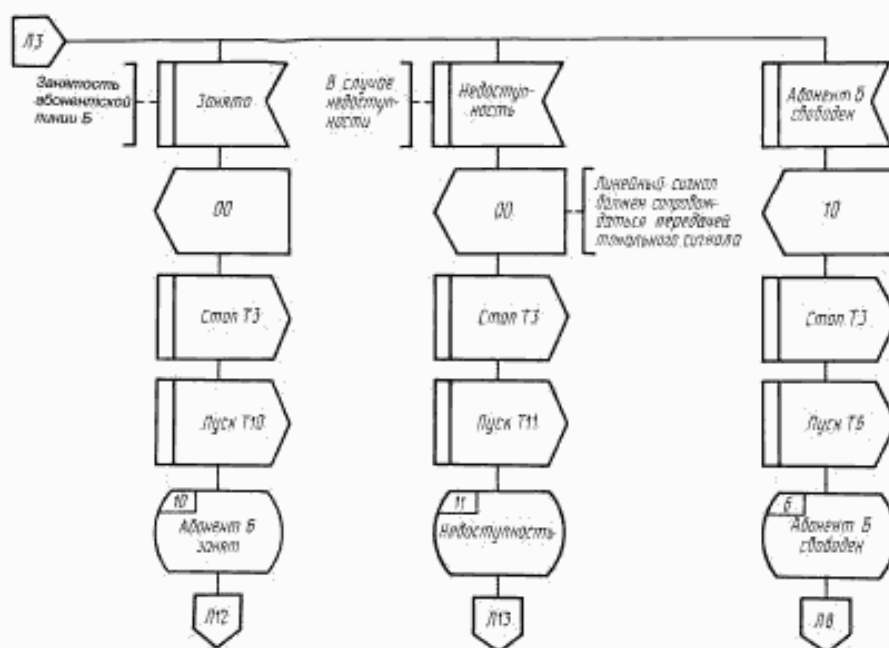 Л3
Занятость
абонентской
линии Б
Занято
В случае
недоступ-
ности
Недоступ-
ность
Абонент Б
свободен
00
00
Линейный сигнал
должен сопровож-
даться передачей
тонального сигнала
10
Стоп Т3
Стоп Т3
Стоп Т3
Пуск Т10
Пуск Т11
Пуск Т6
10
Абонент Б
занят
11
Недоступность
6
Абонент Б
свободен
Л12
Л13
Л8